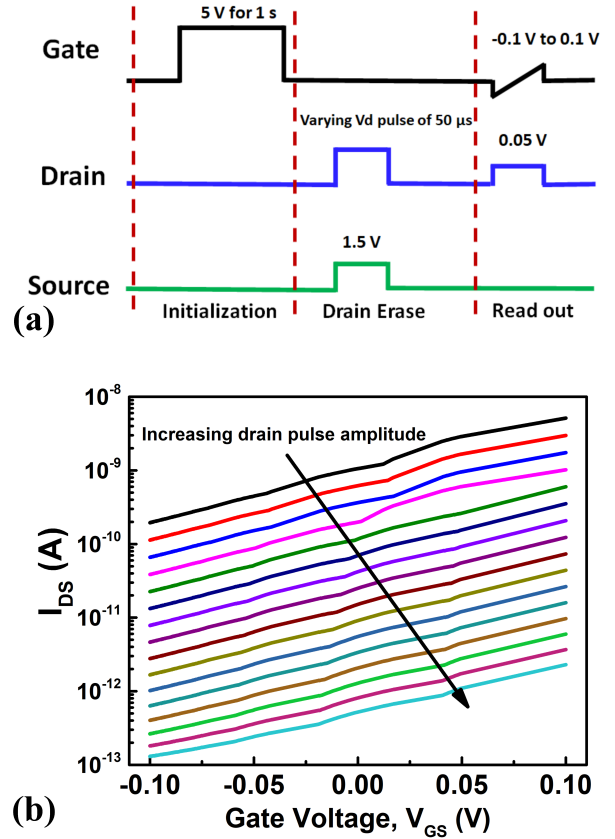 5 V for 1 s
Gate
-0.1 V to 0.1 V
Varying Vd pulse of 50 µs
0.05 V
Drain
1.5 V
Source
(a)
Initialization
Drain Erase
Read out
10^-8
Increasing drain pulse amplitude
10^-9
10^-10
10^-11
10^-12
10^-13
I_DS (A)
-0.10
-0.05
0.00
0.05
0.10
(b)
Gate Voltage, V_GS (V)